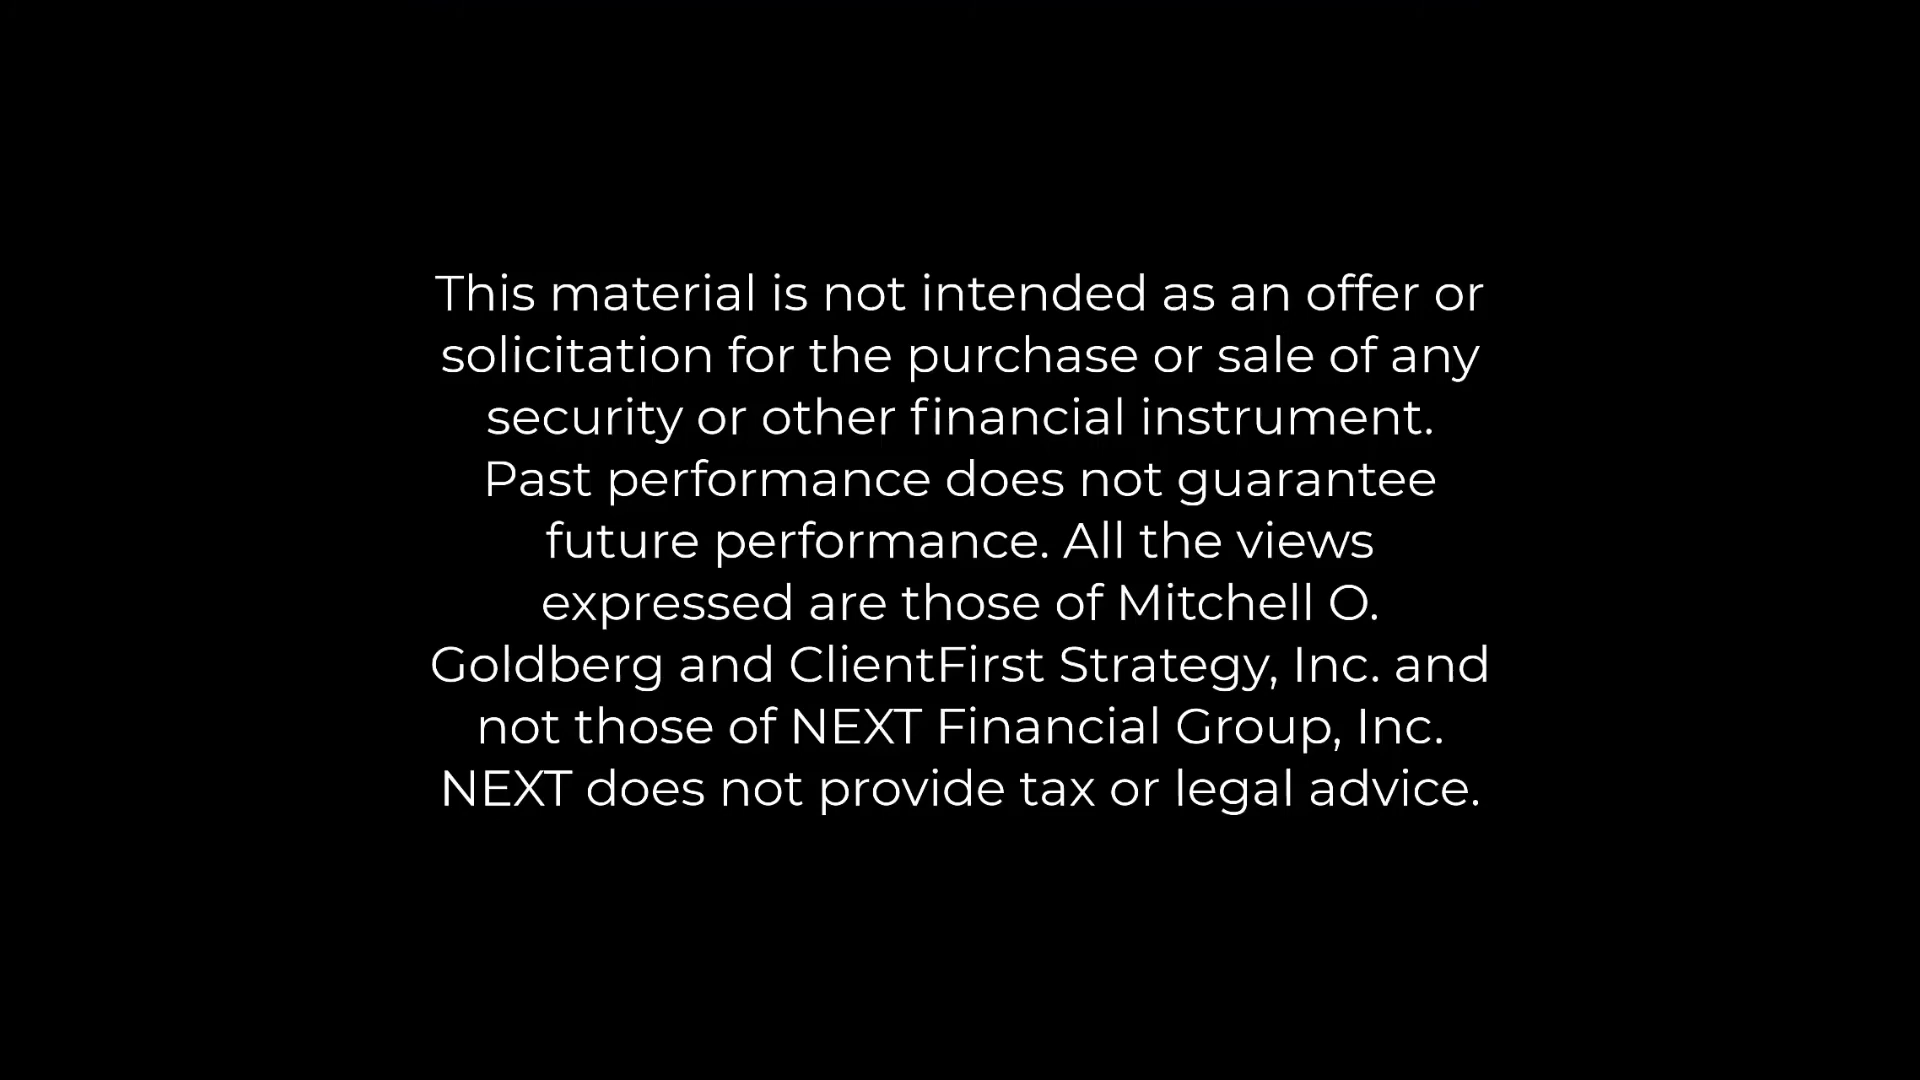 This material is not intended as an offer or
solicitation for the purchase or sale of any
security or other financial instrument.
Past performance does not guarantee
future performance. All the views
expressed are those of Mitchell O.
Goldberg and ClientFirst Strategy, Inc. and
not those of NEXT Financial Group, Inc.
NEXT does not provide tax or legal advice.